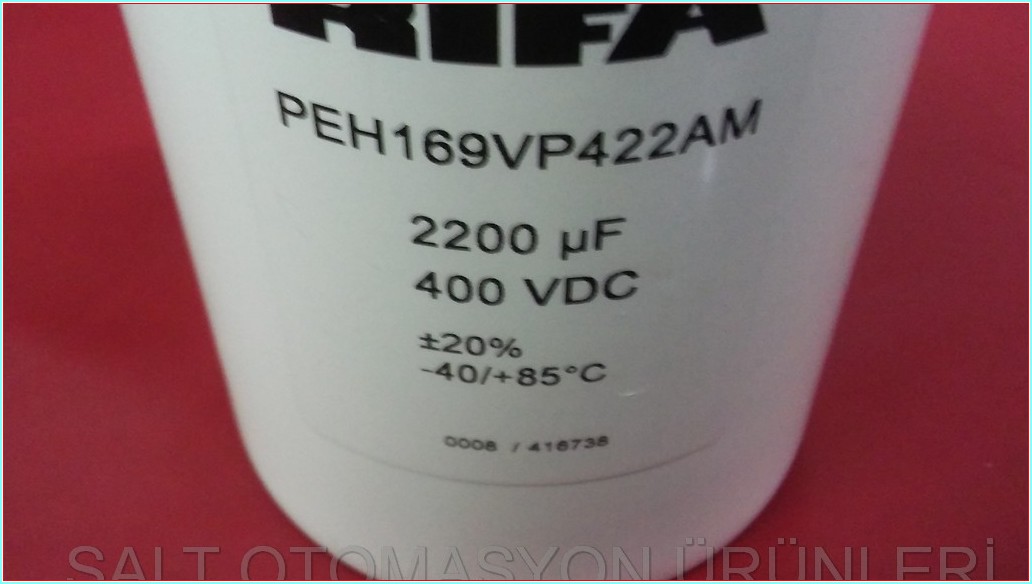 RIFA
PEH169VP422AM
2200 µF
400 VDC
±20%
-40/+85°C
0008 / 416738
SALT OTOMASYON ÜRÜNLERİ